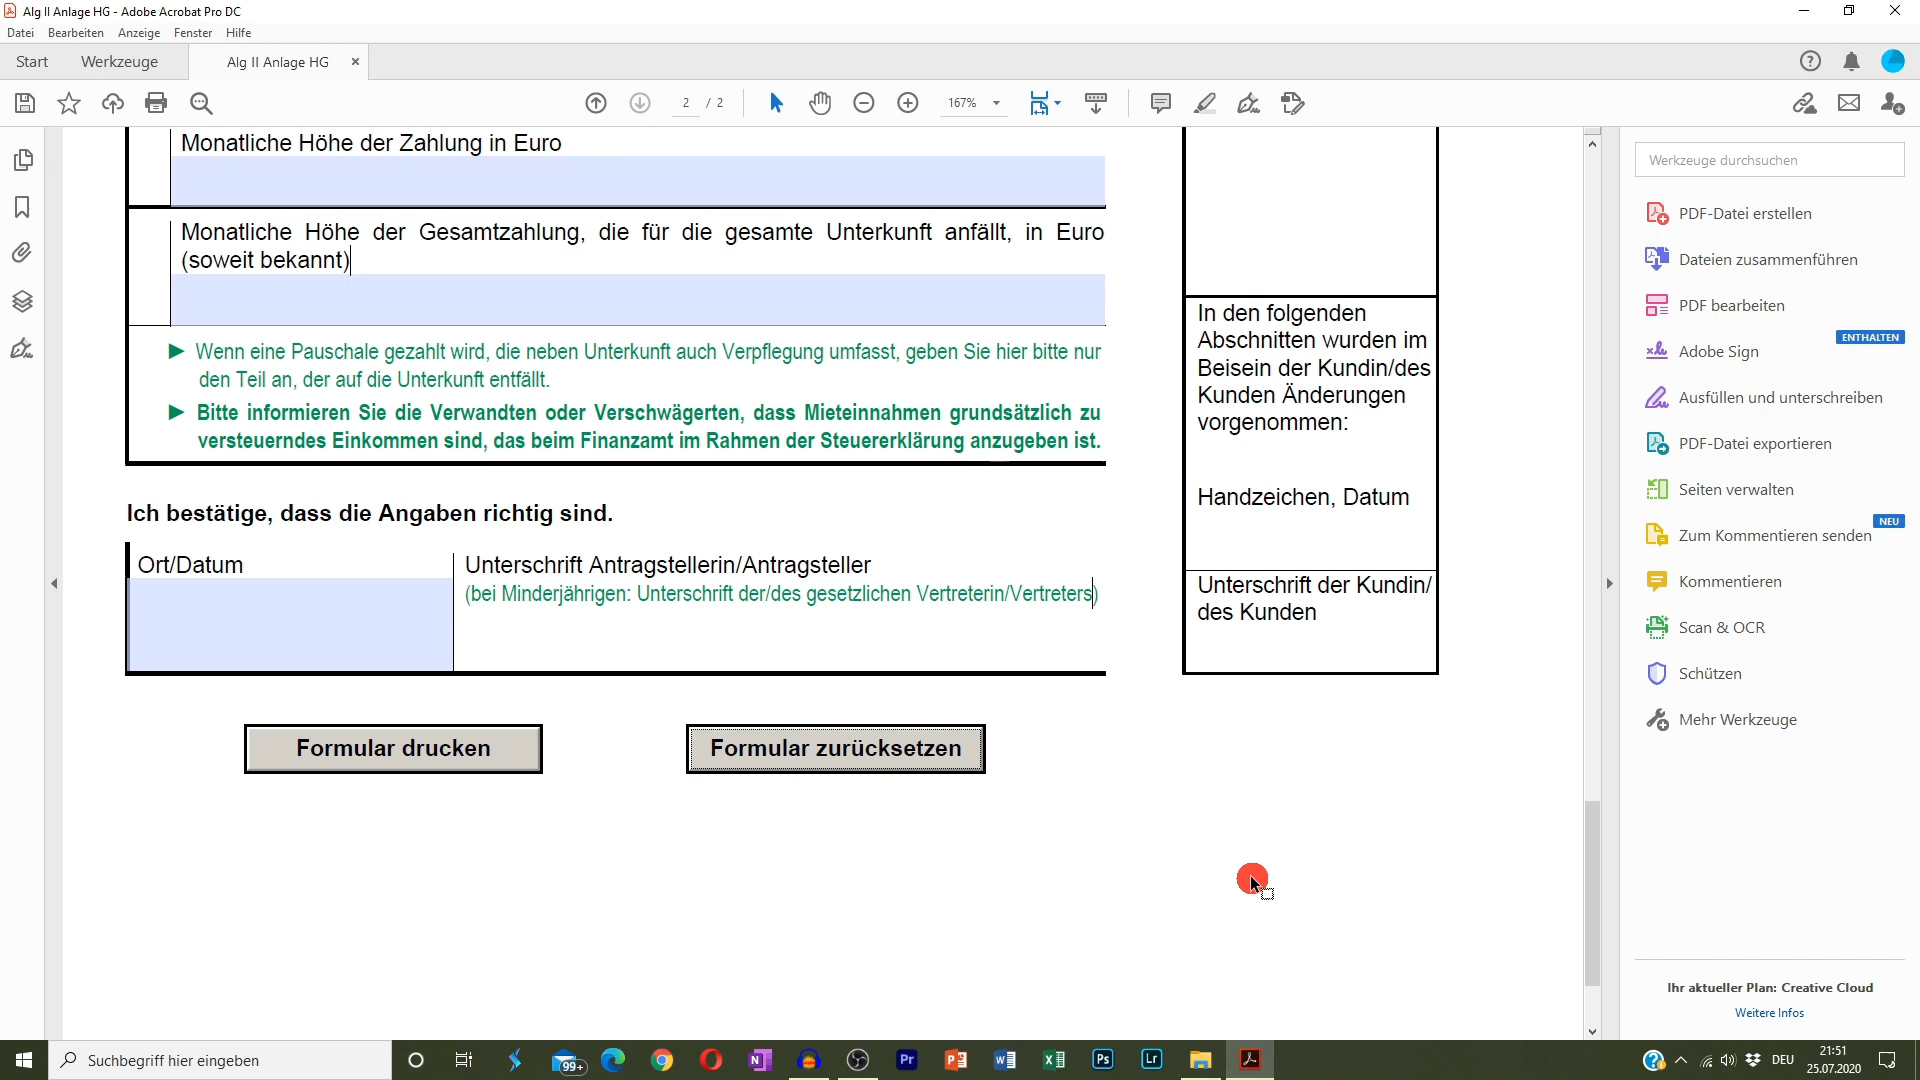 Alg II Anlage HG - Adobe Acrobat Pro DC
Datei Bearbeiten Anzeige Fenster Hilfe
Start Werkzeuge Alg II Anlage HG
2 / 2 167%
Monatliche Höhe der Zahlung in Euro
Monatliche Höhe der Gesamtzahlung, die für die gesamte Unterkunft anfällt, in Euro
(soweit bekannt)
► Wenn eine Pauschale gezahlt wird, die neben Unterkunft auch Verpflegung umfasst, geben Sie hier bitte nur
den Teil an, der auf die Unterkunft entfällt.
► Bitte informieren Sie die Verwandten oder Verschwägerten, dass Mieteinnahmen grundsätzlich zu
versteuerndes Einkommen sind, das beim Finanzamt im Rahmen der Steuererklärung anzugeben ist.
Ich bestätige, dass die Angaben richtig sind.
Ort/Datum
Unterschrift Antragstellerin/Antragsteller
(bei Minderjährigen: Unterschrift der/des gesetzlichen Vertreterin/Vertreters)
Formular drucken
Formular zurücksetzen
In den folgenden
Abschnitten wurden im
Beisein der Kundin/des
Kunden Änderungen
vorgenommen:
Handzeichen, Datum
Unterschrift der Kundin/
des Kunden
Werkzeuge durchsuchen
PDF-Datei erstellen
Dateien zusammenführen
PDF bearbeiten
ENTHALTEN
Adobe Sign
Ausfüllen und unterschreiben
PDF-Datei exportieren
Seiten verwalten
NEU
Zum Kommentieren senden
Kommentieren
Scan & OCR
Schützen
Mehr Werkzeuge
Ihr aktueller Plan: Creative Cloud
Weitere Infos
Suchbegriff hier eingeben
99+
N
Pr
P
W
X
Ps
Lr
DEU
21:51
25.07.2020